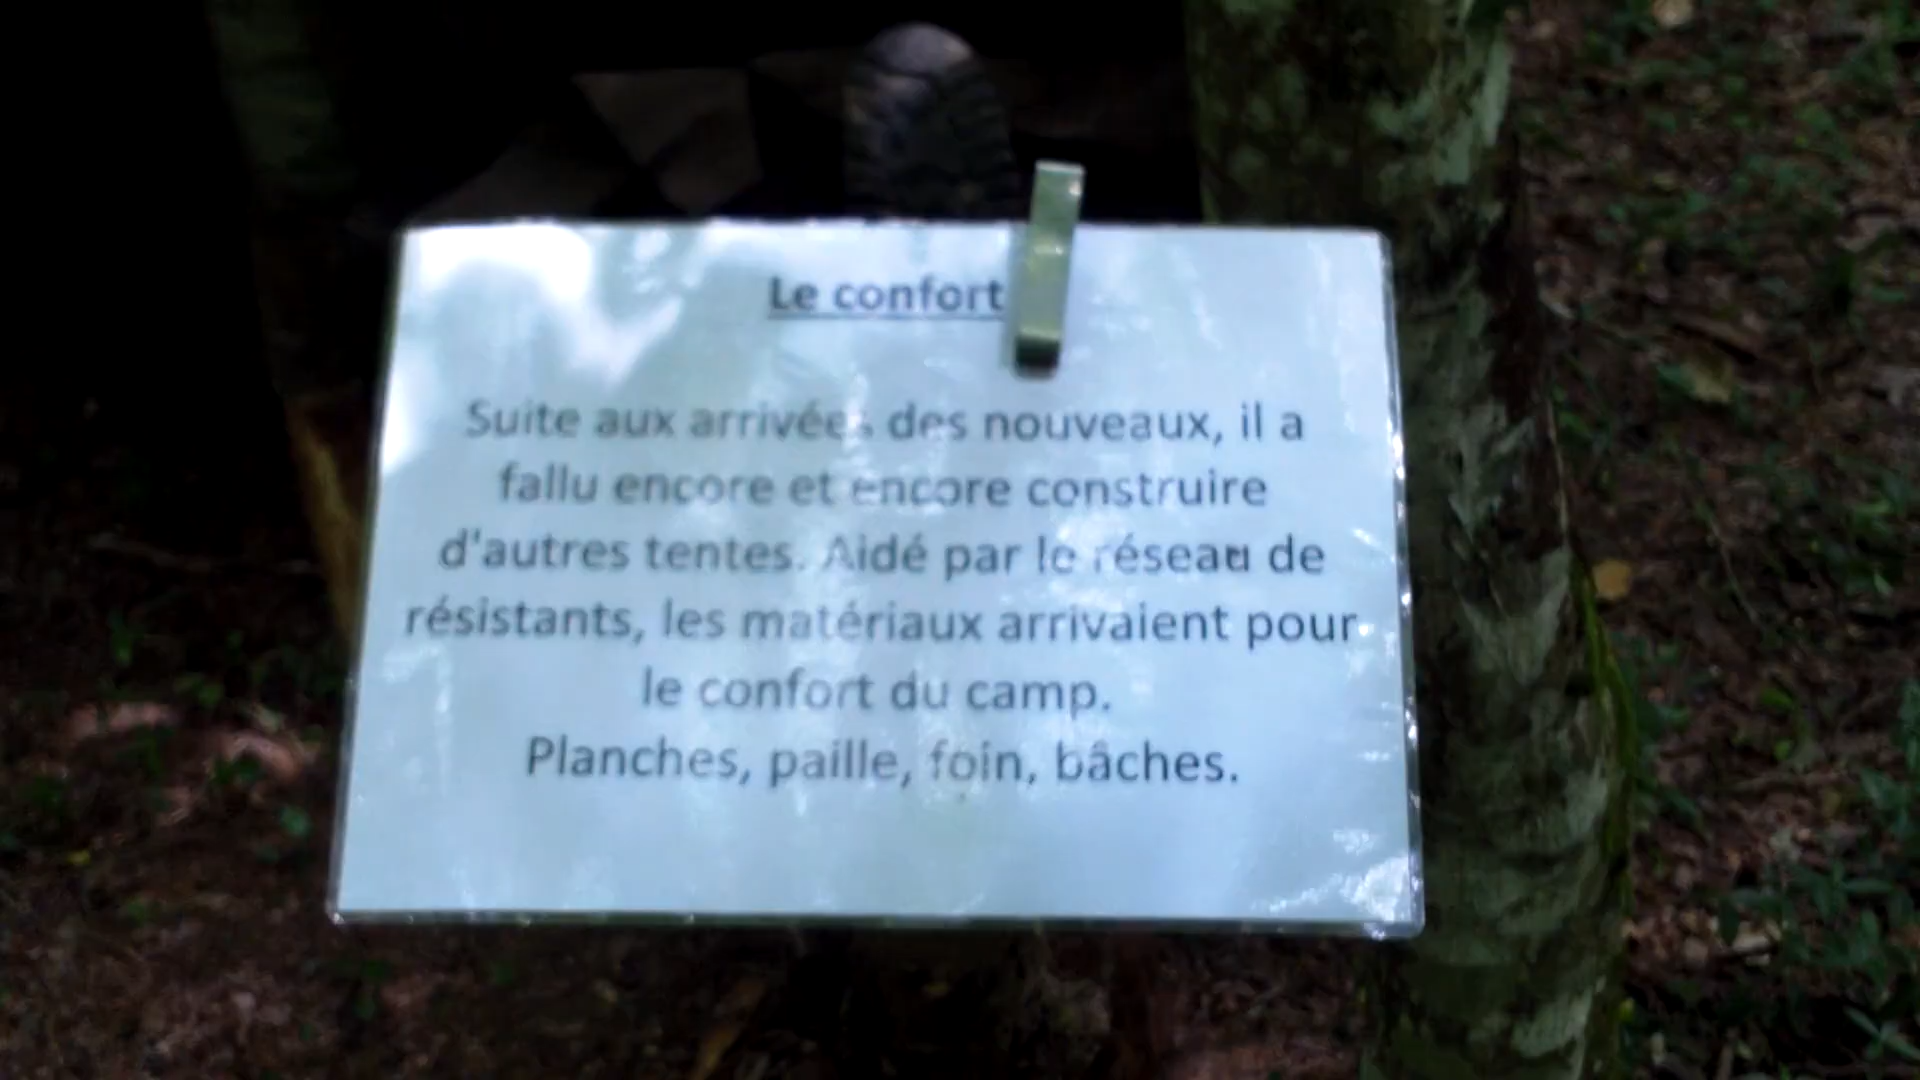 Le confort
Suite aux arrivées des nouveaux, il a
fallu encore et encore construire
d'autres tentes. Aidé par le réseau de
résistants, les matériaux arrivaient pour
le confort du camp.
Planches, paille, foin, bâches.